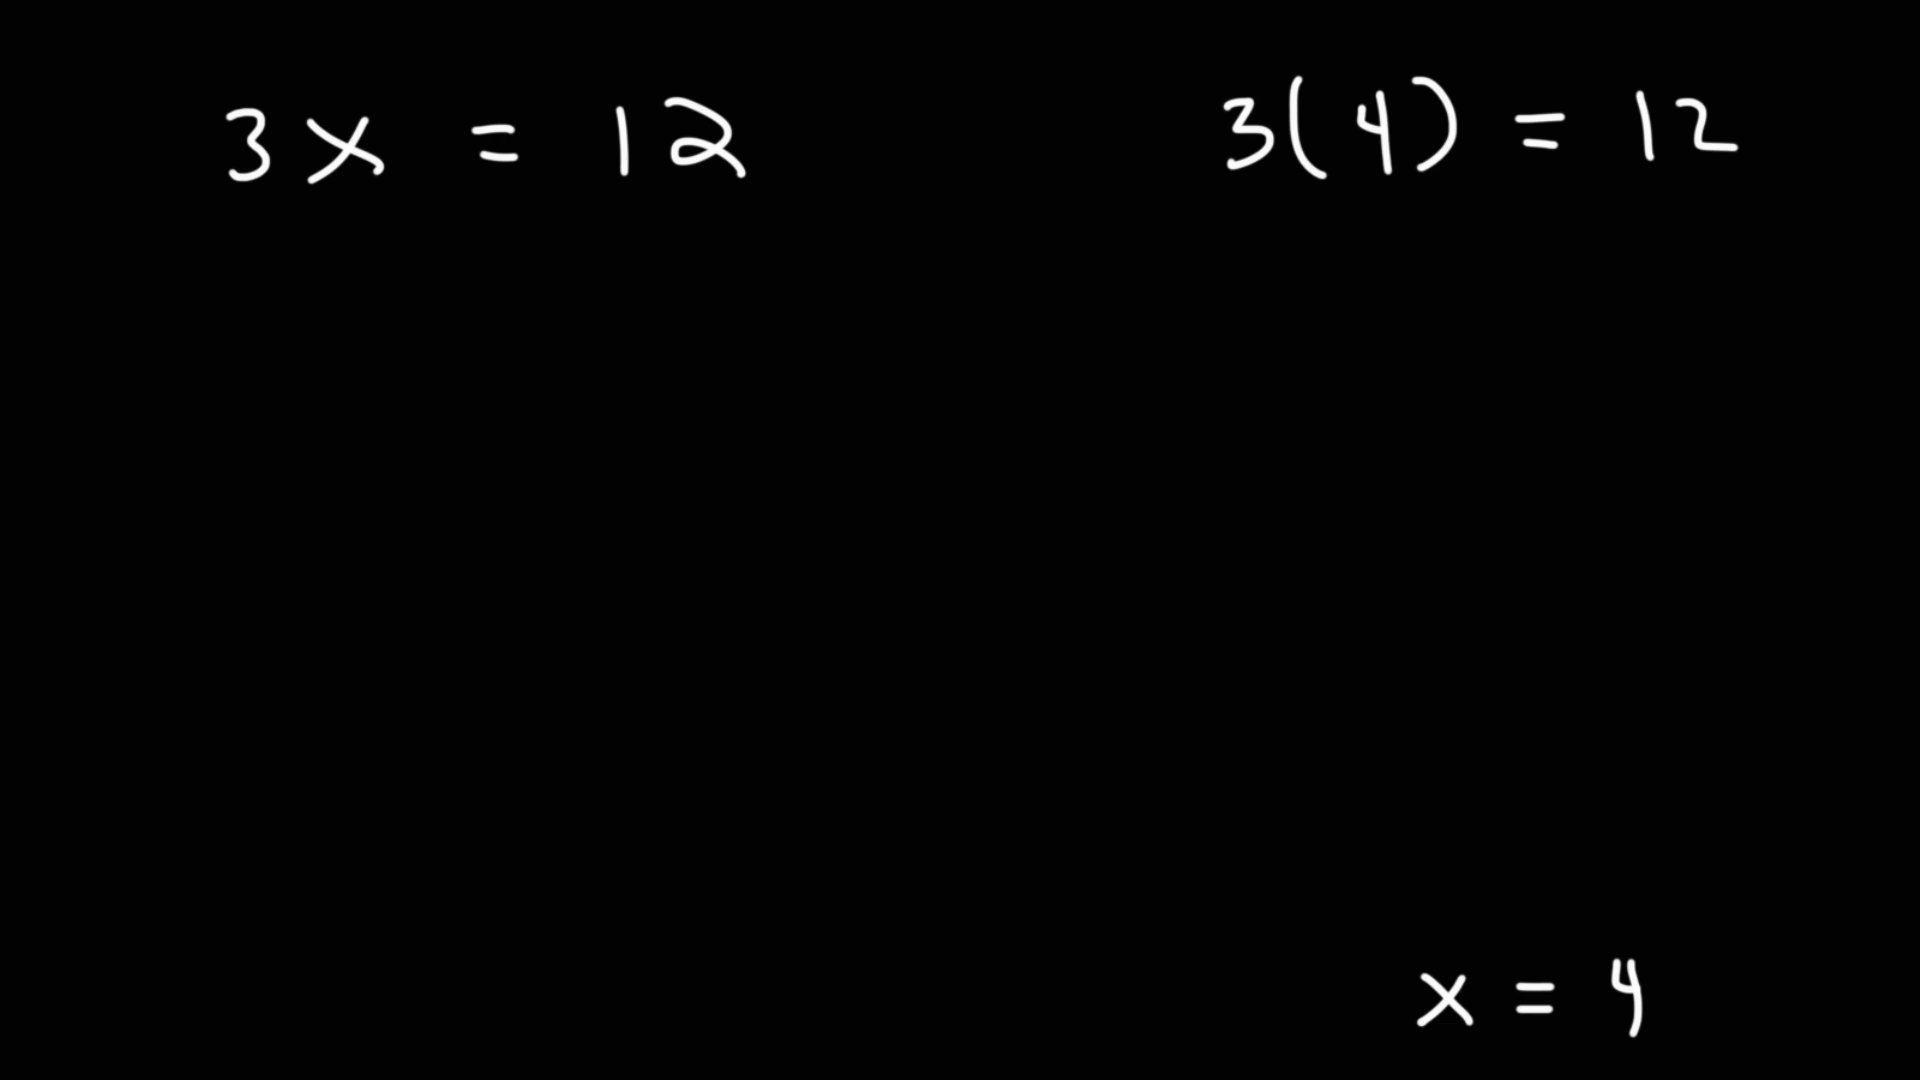 3x = 12
3(4) = 12
x = 4